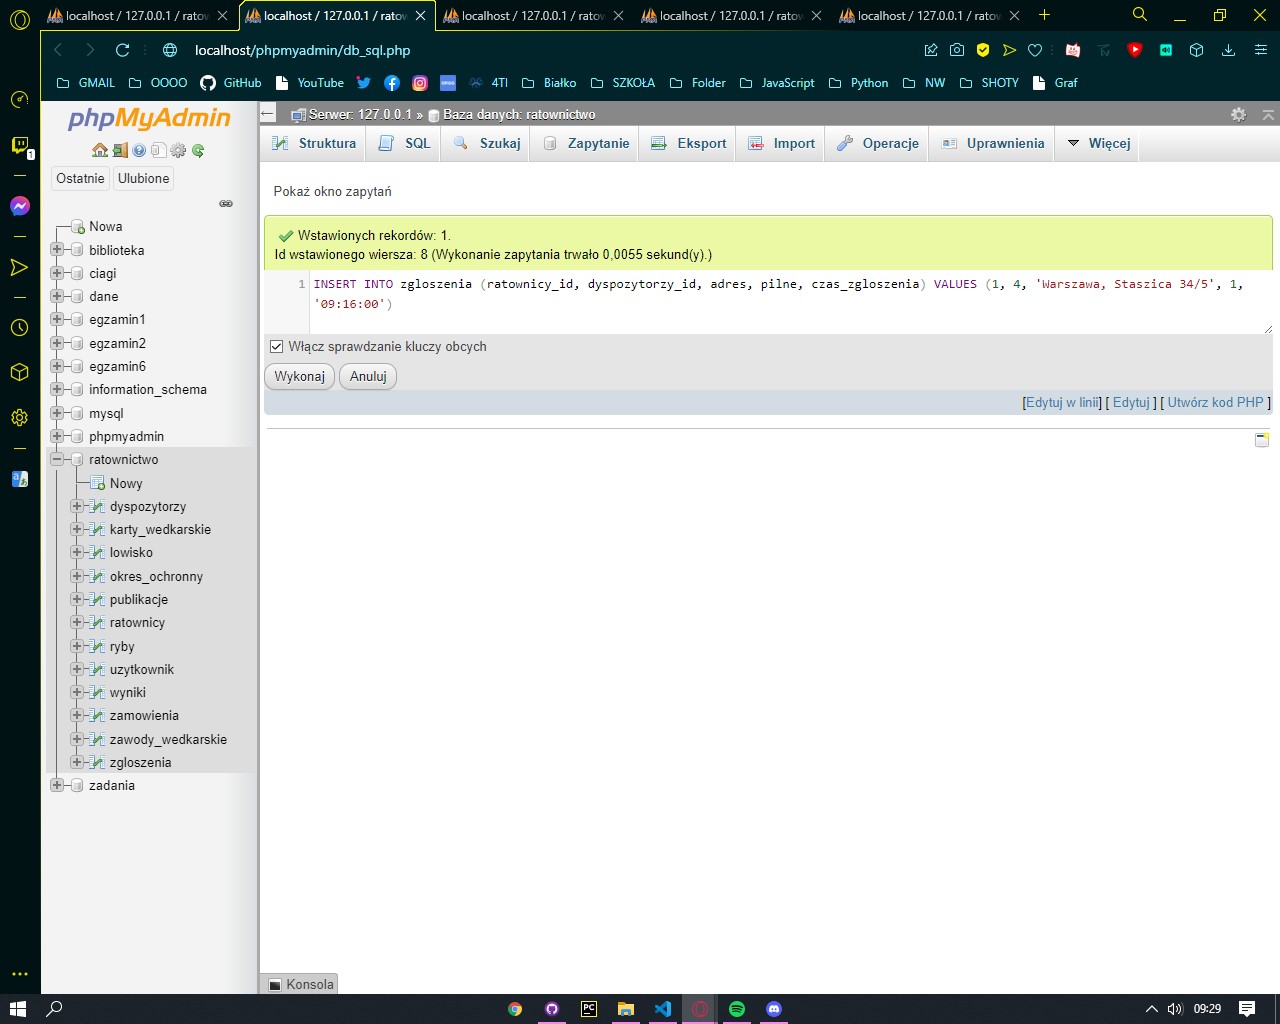 localhost / 127.0.0.1 / ratow
localhost / 127.0.0.1 / ratow
localhost / 127.0.0.1 / ratow
localhost / 127.0.0.1 / ratow
localhost / 127.0.0.1 / ratow
localhost/phpmyadmin/db_sql.php
GMAIL OOOO GitHub YouTube 4TI Białko SZKOŁA Folder JavaScript Python NW SHOTY Graf
1
phpMyAdmin
Ostatnie Ulubione
Nowa
biblioteka
ciagi
dane
egzamin1
egzamin2
egzamin6
information_schema
mysql
phpmyadmin
ratownictwo
Nowy
dyspozytorzy
karty_wedkarskie
lowisko
okres_ochronny
publikacje
ratownicy
ryby
uzytkownik
wyniki
zamowienia
zawody_wedkarskie
zgloszenia
zadania
Serwer: 127.0.0.1 » Baza danych: ratownictwo
Struktura SQL Szukaj Zapytanie Eksport Import Operacje Uprawnienia Więcej
Pokaż okno zapytań
Wstawionych rekordów: 1.
Id wstawionego wiersza: 8 (Wykonanie zapytania trwało 0,0055 sekund(y).)
1 INSERT INTO zgloszenia (ratownicy_id, dyspozytorzy_id, adres, pilne, czas_zgloszenia) VALUES (1, 4, 'Warszawa, Staszica 34/5', 1,
'09:16:00')
Włącz sprawdzanie kluczy obcych
Wykonaj Anuluj
[Edytuj w linii] [ Edytuj ] [ Utwórz kod PHP ]
Konsola
PC
09:29